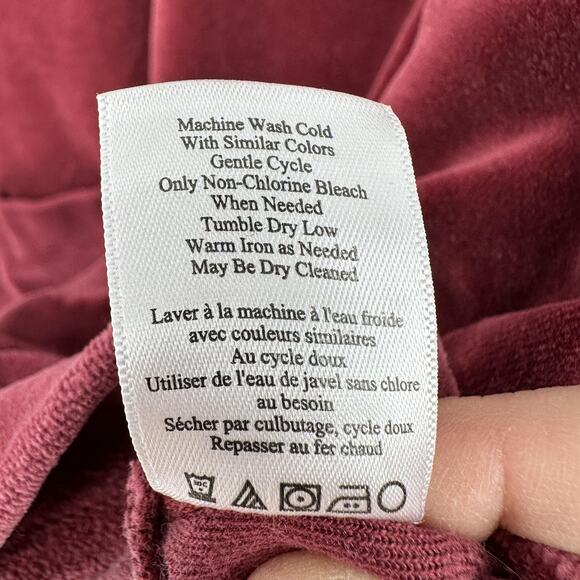 Machine Wash Cold
With Similar Colors
Gentle Cycle
Only Non-Chlorine Bleach
When Needed
Tumble Dry Low
Warm Iron as Needed
May Be Dry Cleaned
Laver à la machine à l'eau froide
avec couleurs similaires
Au cycle doux
Utiliser de l'eau de javel sans chlore
au besoin
Sécher par culbutage, cycle doux
Repasser au fer chaud